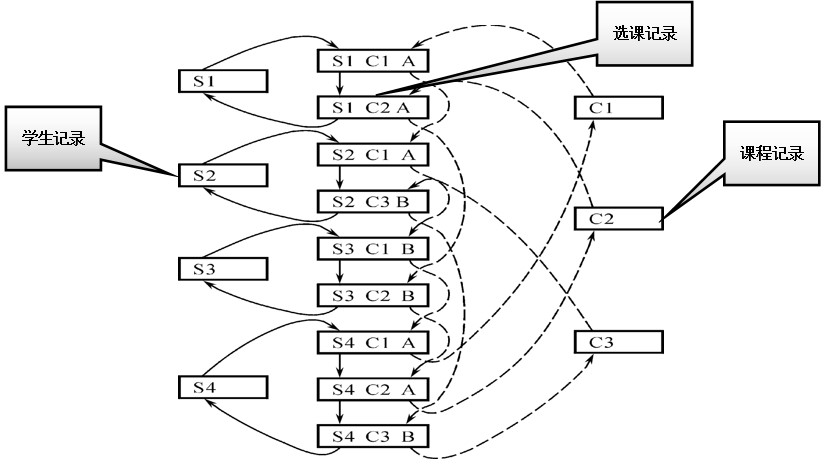 选课记录
S1 C1 A
S1
S1 C2 A
C1
学生记录
课程记录
S2 C1 A
S2
S2 C3 B
C2
S3 C1 B
S3
S3 C2 B
S4 C1 A
C3
S4
S4 C2 A
S4 C3 B